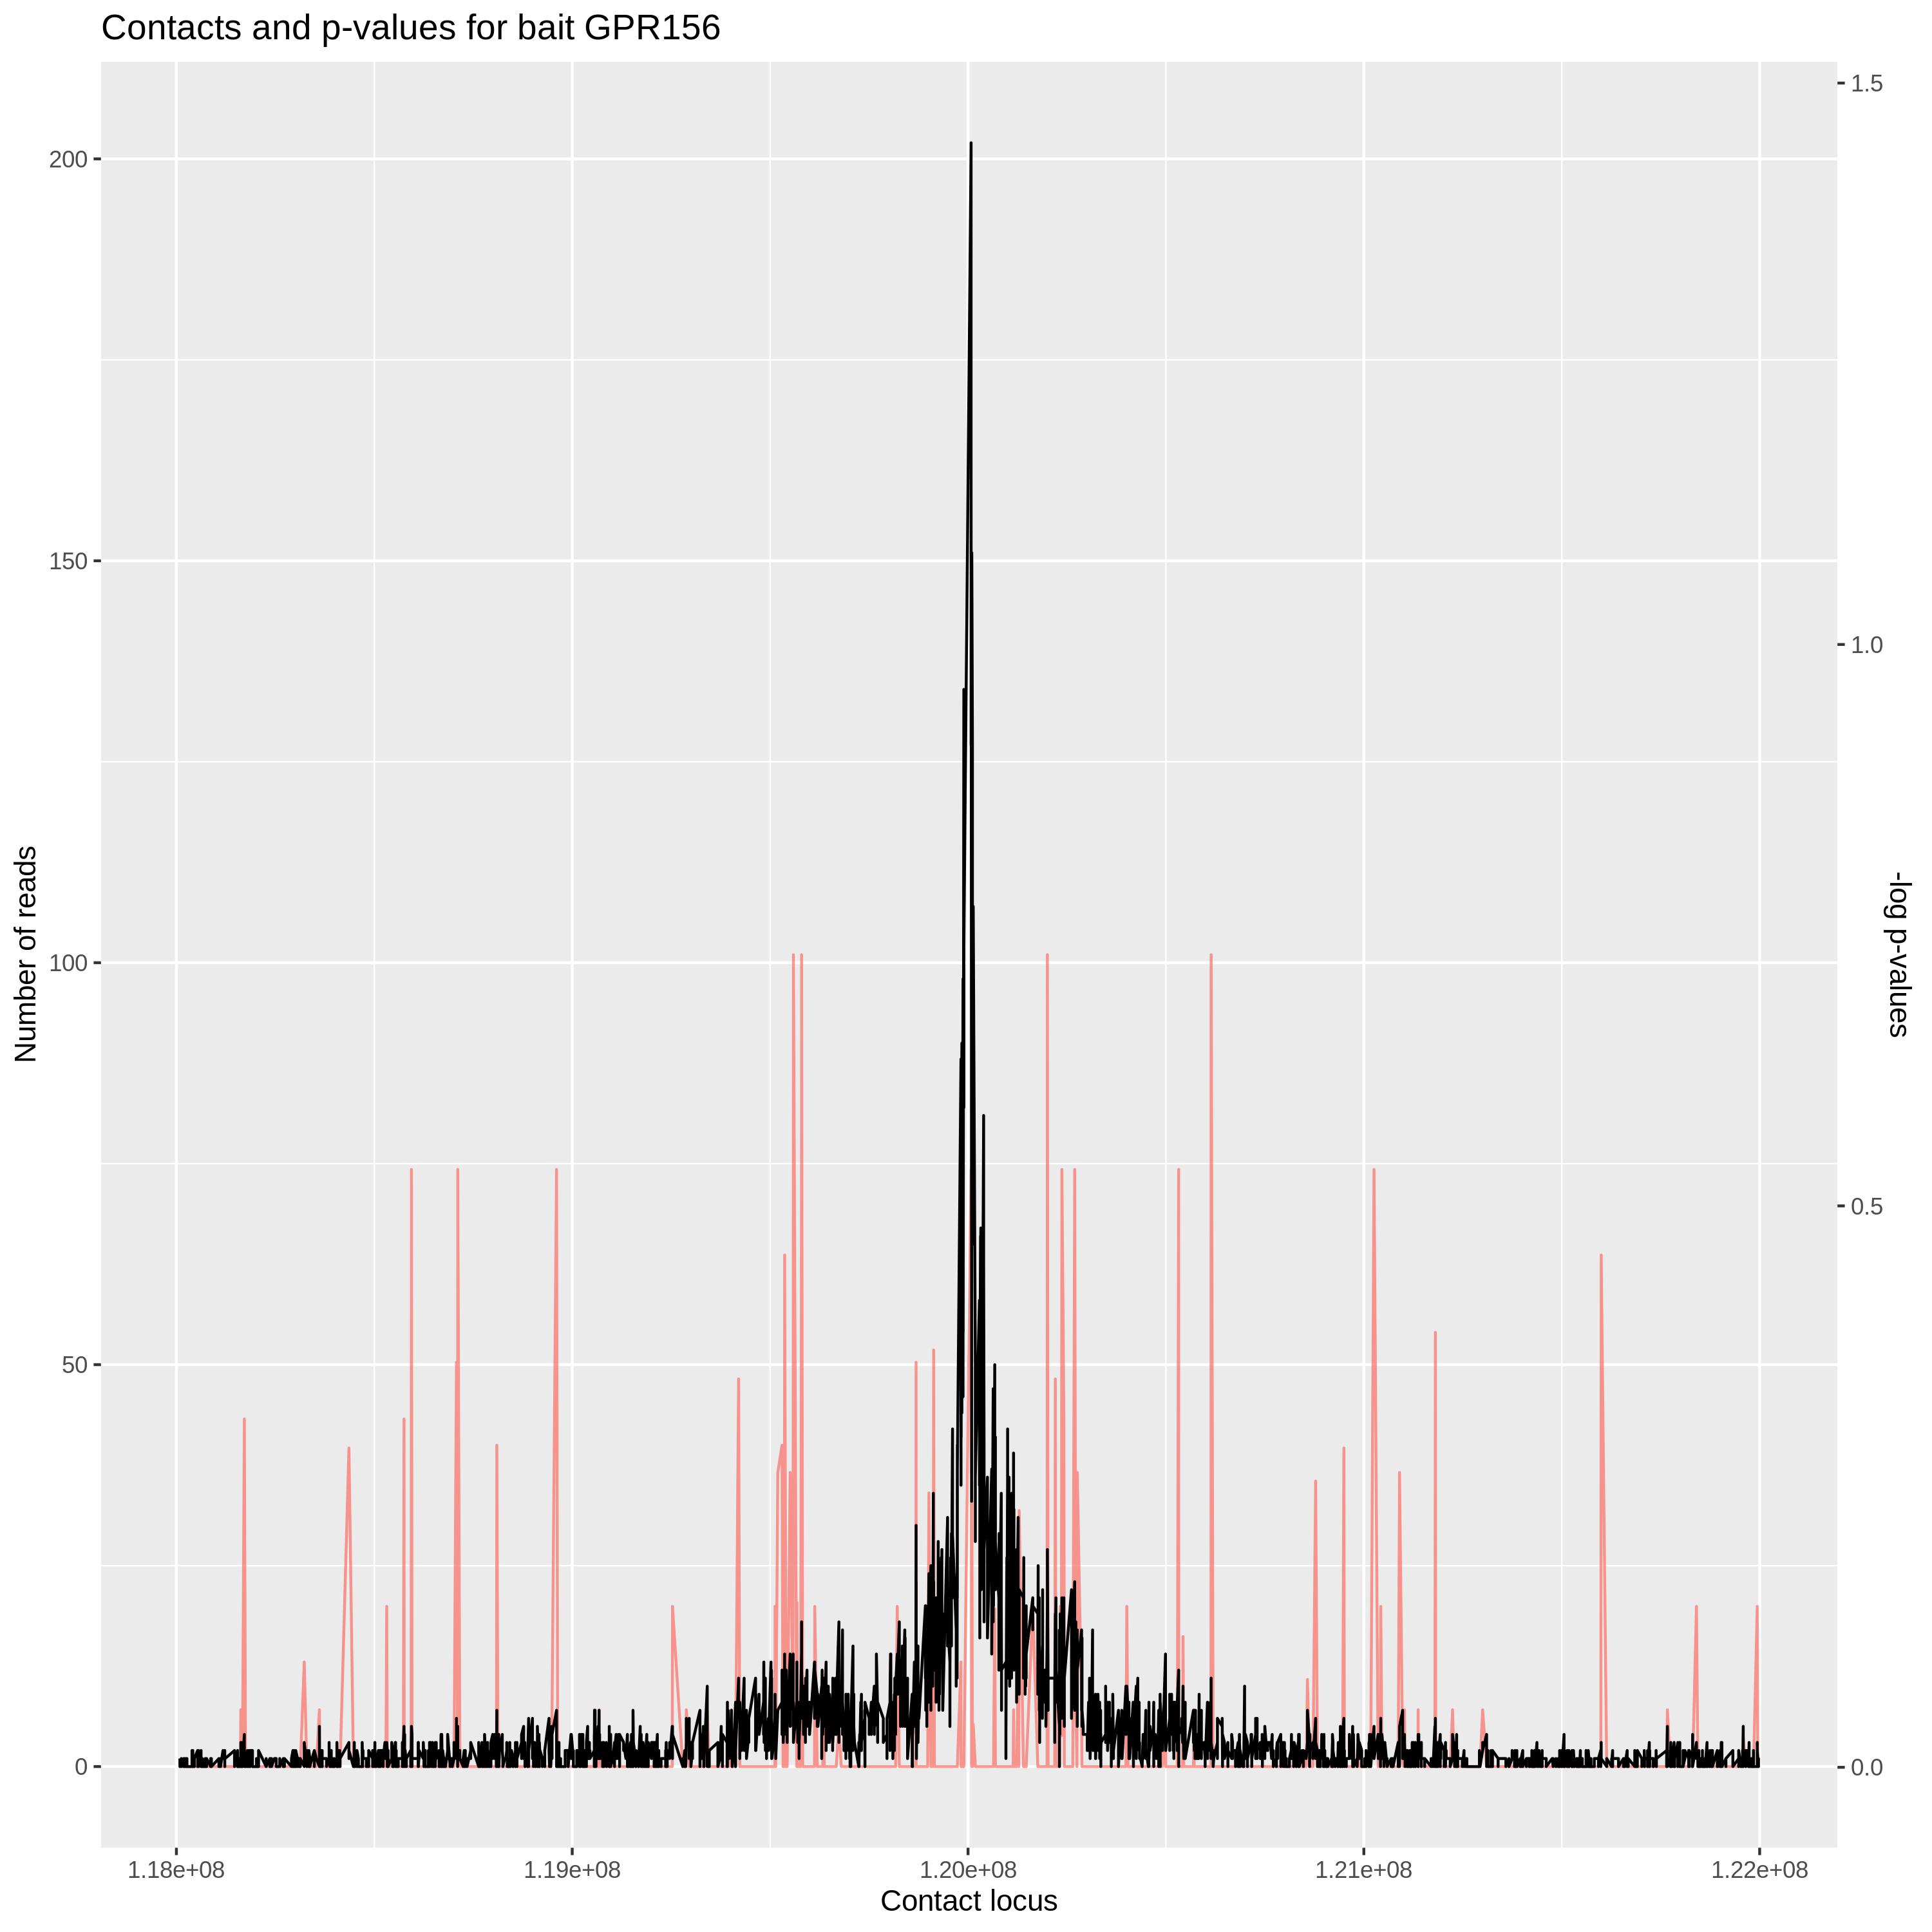 Contacts and p-values for bait GPR156
1.5
200
150
1.0
Number of reads
-log p-values
100
0.5
50
0
0.0
1.18e+08 1.19e+08 1.20e+08 1.21e+08 1.22e+08
Contact locus